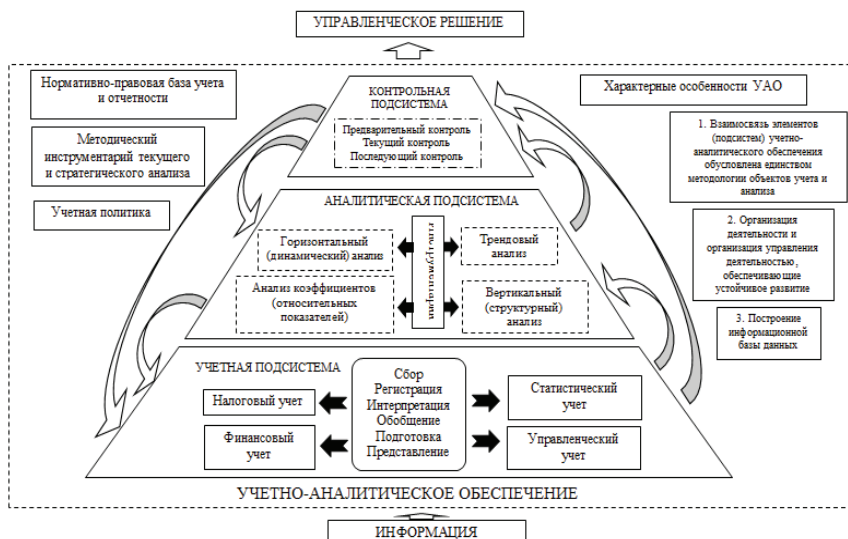 УПРАВЛЕНЧЕСКОЕ РЕШЕНИЕ
Нормативно-правовая база учета
и отчетности
Методический
инструментарий текущего
и стратегического анализа
Учетная политика
КОНТРОЛЬНАЯ
ПОДСИСТЕМА
Предварительный контроль
Текущий контроль
Последующий контроль
Характерные особенности УАО
1. Взаимосвязь элементов
(подсистем) учетно-
аналитического обеспечения
обусловлена единством
методологии объектов учета и
анализа
2. Организация
деятельности и
организация управления
деятельностью,
обеспечивающие
устойчивое развитие
3. Построение
информационной
базы данных
АНАЛИТИЧЕСКАЯ ПОДСИСТЕМА
Горизонтальный
(динамический) анализ
Трендовый
анализ
Анализ коэффициентов
(относительных
показателей)
Вертикальный
(структурный)
анализ
УЧЕТНАЯ ПОДСИСТЕМА
Налоговый учет
Финансовый
учет
Сбор
Регистрация
Интерпретация
Обобщение
Подготовка
Представление
Статистический
учет
Управленческий
учет
УЧЕТНО-АНАЛИТИЧЕСКОЕ ОБЕСПЕЧЕНИЕ
ИНФОРМАЦИЯ